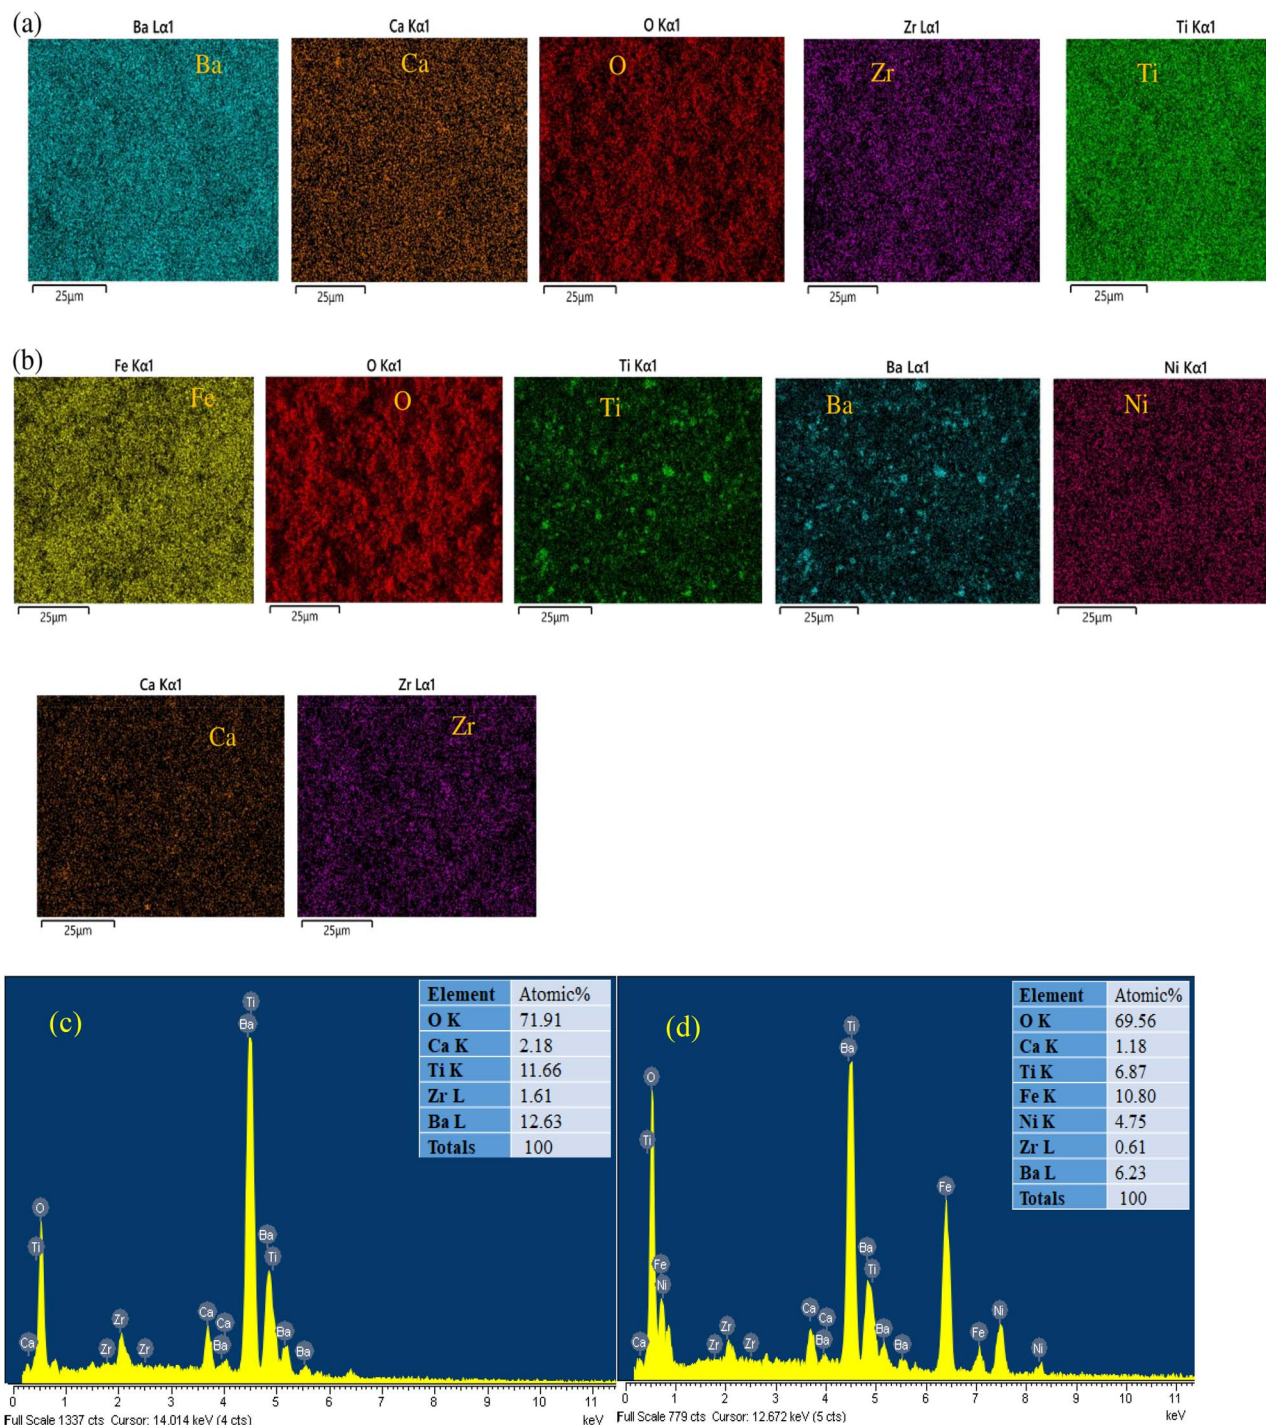 (a)
Ba Lα1
Ca Kα1
O Kα1
Zr Lα1
Ti Kα1
Ba
Ca
O
Zr
Ti
25μm
25μm
25μm
25μm
25μm
(b)
Fe Kα1
O Kα1
Ti Kα1
Ba Lα1
Ni Kα1
Fe
O
Ti
Ba
Ni
25μm
25μm
25μm
25μm
25μm
Ca Kα1
Zr Lα1
Ca
Zr
25μm
25μm
(c)
Element Atomic%
O K 71.91
Ca K 2.18
Ti K 11.66
Zr L 1.61
Ba L 12.63
Totals 100
Ti
Ba
O
Ti
Ca
Zr
Zr
Zr
Ca
Ca
Ba
Ba
Ti
Ba
Ba
0 1 2 3 4 5 6 7 8 9 10 11
Full Scale 1337 cts Cursor: 14.014 keV (4 cts) keV
(d)
Element Atomic%
O K 69.56
Ca K 1.18
Ti K 6.87
Fe K 10.80
Ni K 4.75
Zr L 0.61
Ba L 6.23
Totals 100
Ti
Ba
O
Ti
Fe
Ni
Ca
Zr
Zr
Zr
Ca
Ca
Ba
Ba
Ti
Ba
Ba
Fe
Fe
Ni
Ni
0 1 2 3 4 5 6 7 8 9 10 11
Full Scale 779 cts Cursor: 12.672 keV (5 cts) keV